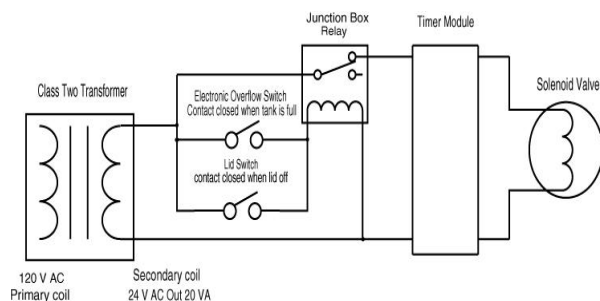 Junction Box
Relay
Timer Module
Class Two Transformer
Electronic Overflow Switch
Contact closed when tank is full
Solenoid Valve
Lid Switch
contact closed when lid off
120 V AC
Primary coil
Secondary coil
24 V AC Out 20 VA